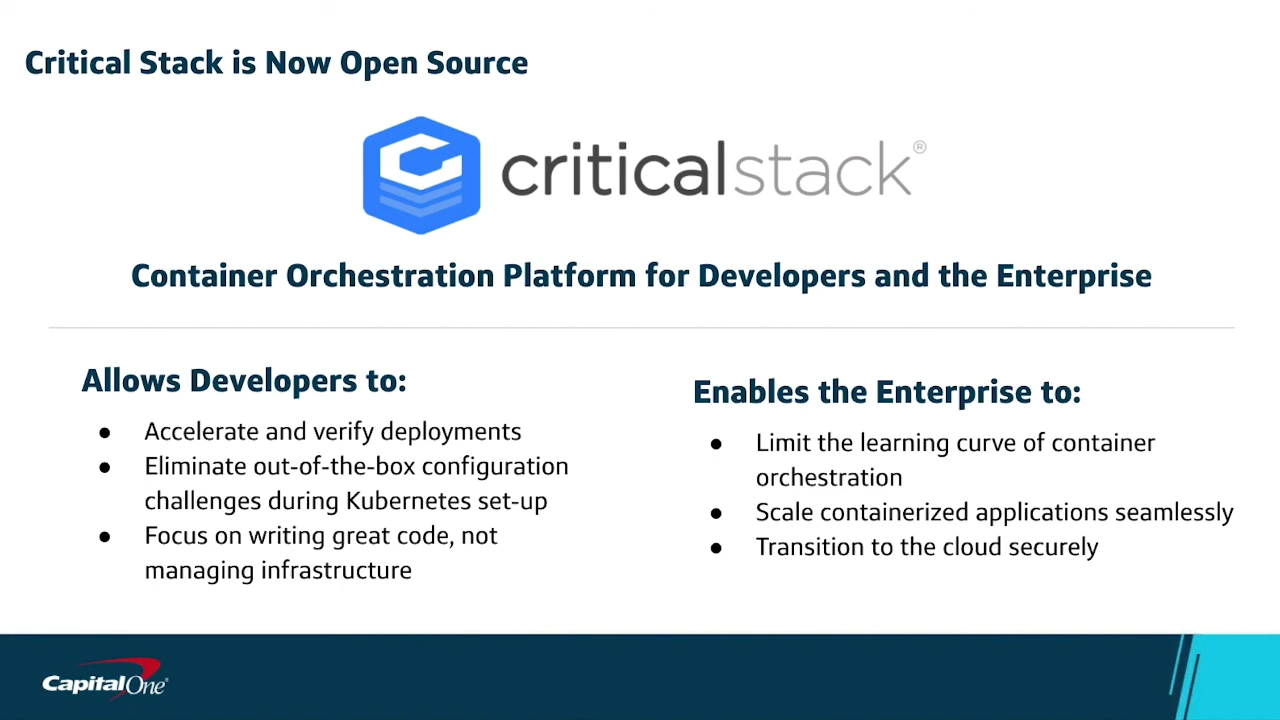 Critical Stack is Now Open Source
criticalstack®
Container Orchestration Platform for Developers and the Enterprise
Allows Developers to:
● Accelerate and verify deployments
● Eliminate out-of-the-box configuration
challenges during Kubernetes set-up
● Focus on writing great code, not
managing infrastructure
Enables the Enterprise to:
● Limit the learning curve of container
orchestration
● Scale containerized applications seamlessly
● Transition to the cloud securely
CapitalOne®